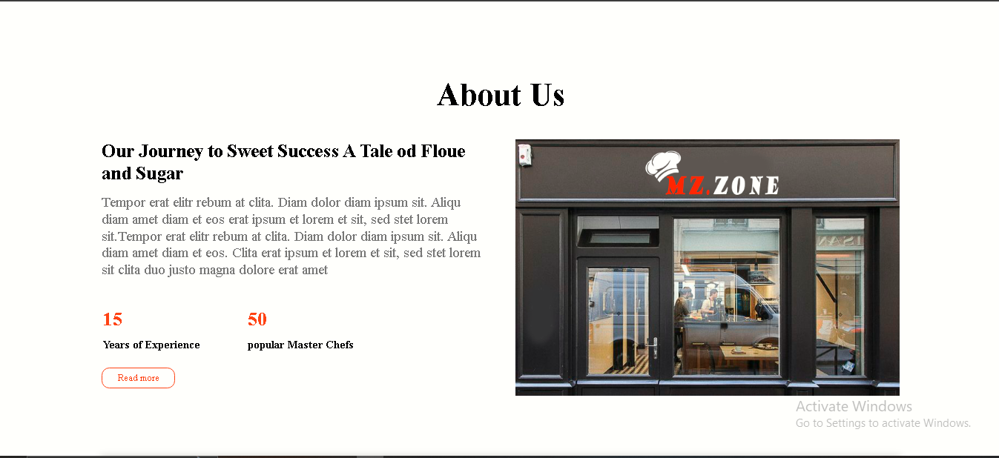 About Us
Our Journey to Sweet Success A Tale od Floue
and Sugar
Tempor erat elitr rebum at clita. Diam dolor diam ipsum sit. Aliqu
diam amet diam et eos erat ipsum et lorem et sit, sed stet lorem
sit.Tempor erat elitr rebum at clita. Diam dolor diam ipsum sit. Aliqu
diam amet diam et eos. Clita erat ipsum et lorem et sit, sed stet lorem
sit clita duo justo magna dolore erat amet
15 50
Years of Experience popular Master Chefs
Read more
MZ.ZONE
Activate Windows
Go to Settings to activate Windows.